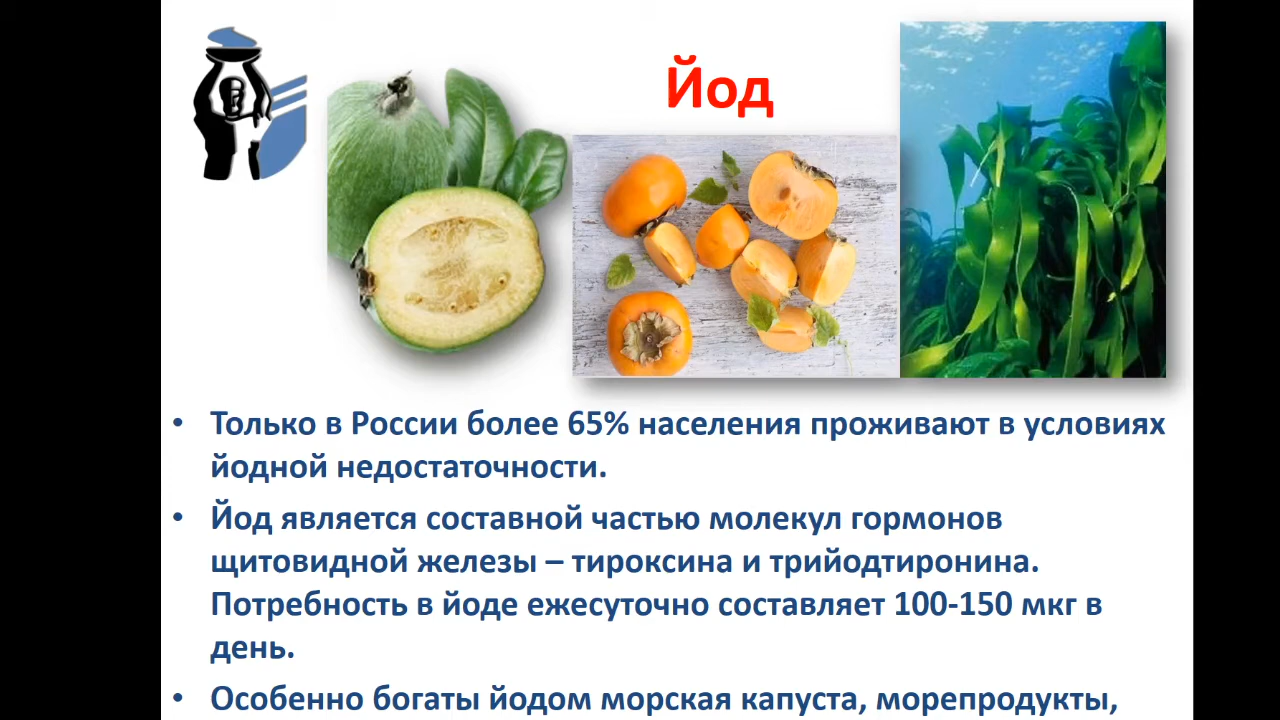 Йод
• Только в России более 65% населения проживают в условиях
йодной недостаточности.
• Йод является составной частью молекул гормонов
щитовидной железы – тироксина и трийодтиронина.
Потребность в йоде ежесуточно составляет 100-150 мкг в
день.
• Особенно богаты йодом морская капуста, морепродукты,